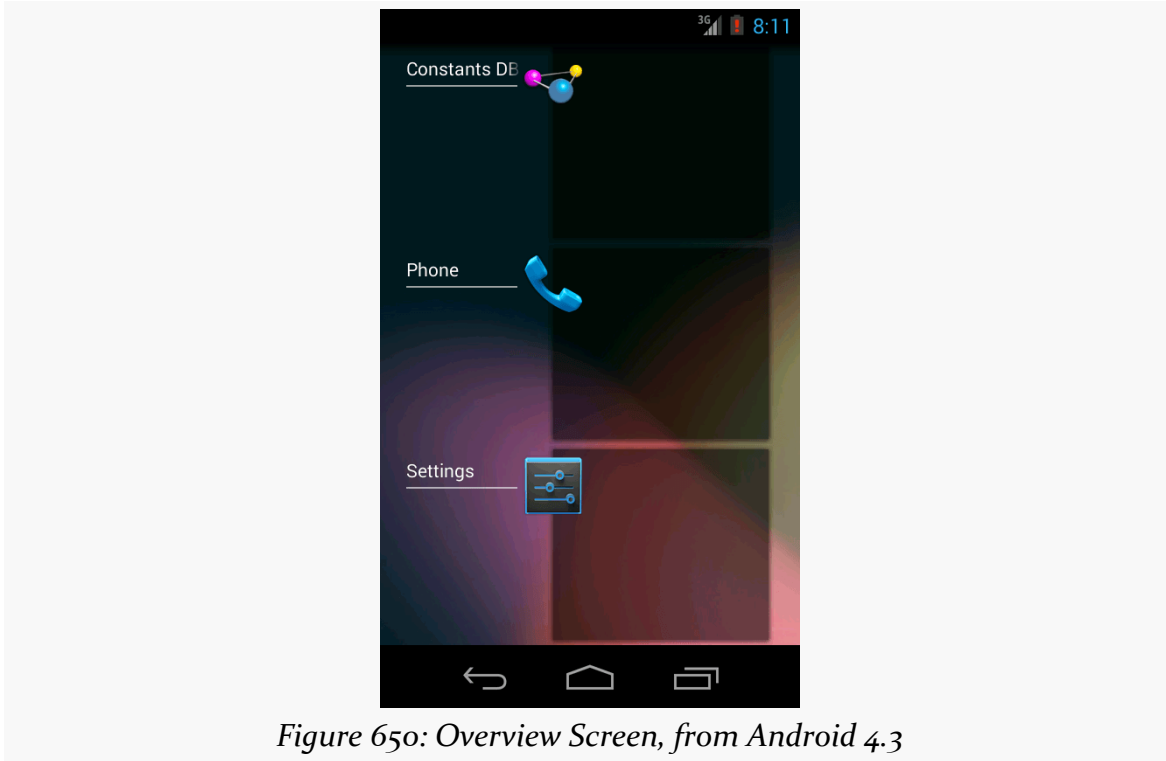 3G 8:11
Constants DB
Phone
Settings
Figure 650: Overview Screen, from Android 4.3